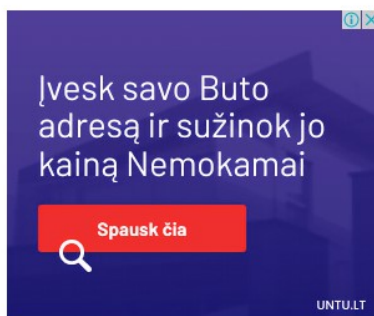 Įvesk savo Buto
adresą ir sužinok jo
kainą Nemokamai
Spausk čia
UNTU.LT